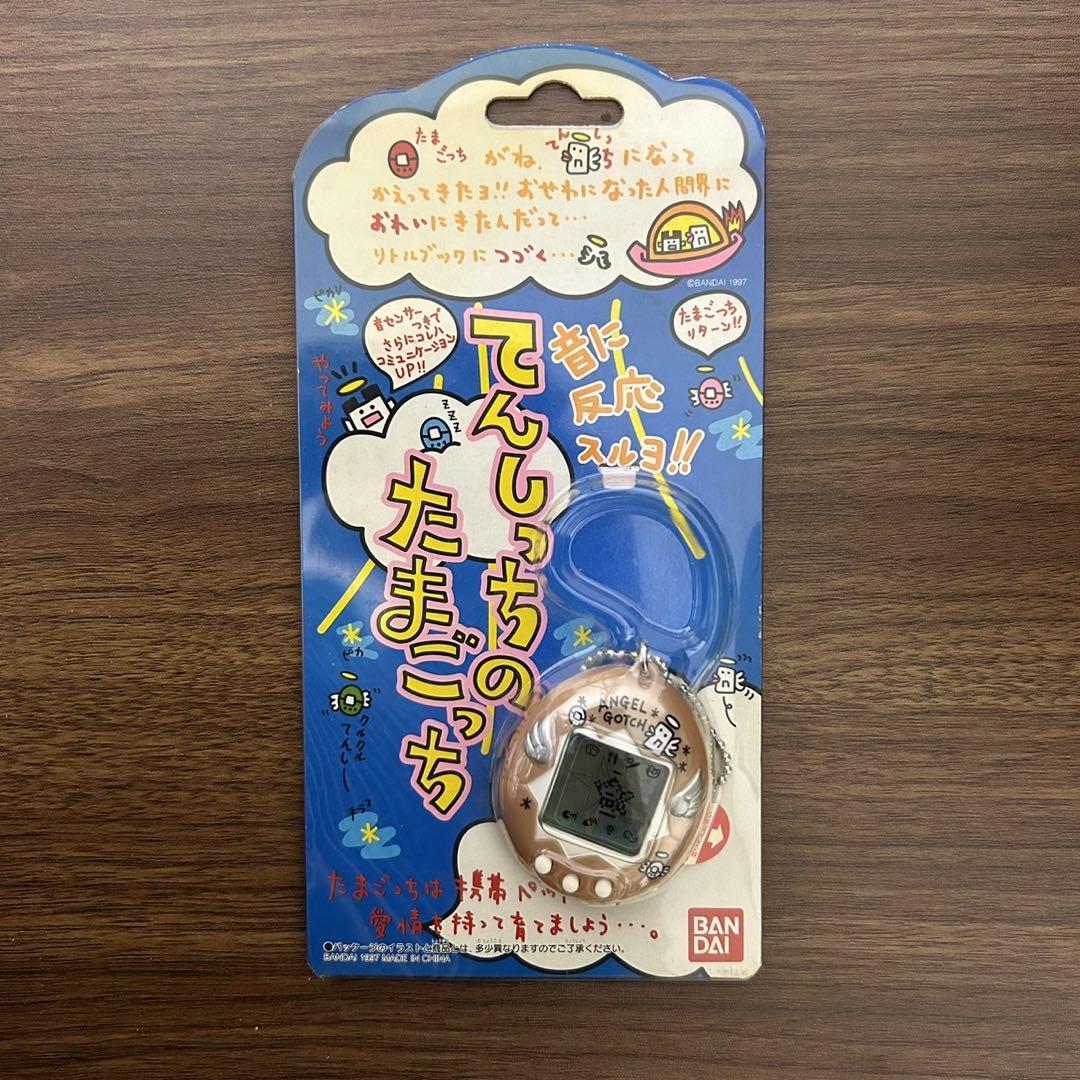 たまごっちがね、てんしっちになって
かえってきたヨ!! おせわになった人間界に
おれいにきたんだって・・・
リトルブックにつづく・・・
©BANDAI 1997
ピカリ
音センサー
つきで
さらにコレハ
コミュニケーション
UP!!
たまごっち
リターン!!
やってみよう
zzz
音に
反応
スルヨ!!
てんしっちの
たまごっち
ピカ
クルクル
てんしー
チラマ
ANGEL
GOTCH
たまごっちは携帯ペッ
愛情を持って育てましょう・・・。
●パッケージのイラストと商品とは、多少異なりますのでご了承ください。
BANDAI 1997 MADE IN CHINA
BAN
DAI